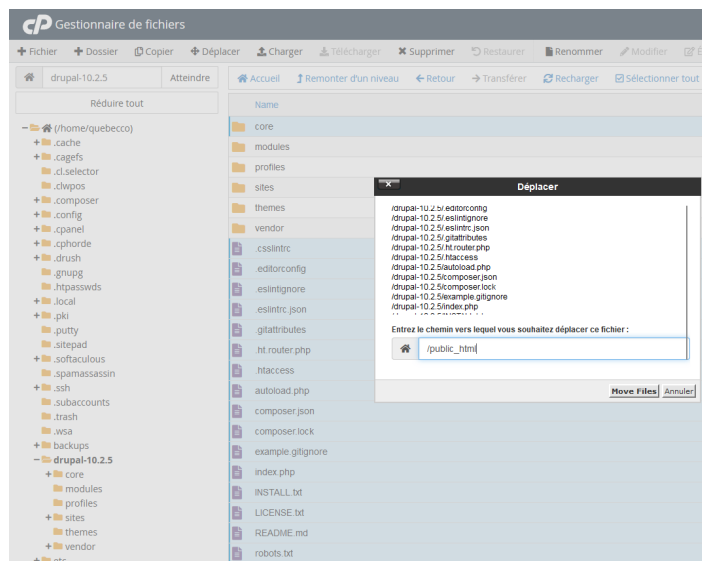 cP Gestionnaire de fichiers
+ Fichier + Dossier Copier Déplacer Charger Télécharger Supprimer Restaurer Renommer Modifier
drupal-10.2.5 Atteindre Accueil Remonter d'un niveau Retour Transférer Recharger Sélectionner tout
Réduire tout
(/home/quebecco)
.cache
.cagefs
.cl.selector
.clwpos
.composer
.config
.cpanel
.cphorde
.drush
.gnupg
.htpasswds
.local
.pki
.putty
.sitepad
.softaculous
.spamassassin
.ssh
.subaccounts
.trash
.wsa
backups
drupal-10.2.5
core
modules
profiles
sites
themes
vendor
etc
Name
core
modules
profiles
sites
themes
vendor
.csslintrc
.editorconfig
.eslintignore
.eslintrc.json
.gitattributes
.ht.router.php
.htaccess
autoload.php
composer.json
composer.lock
example.gitignore
index.php
INSTALL.txt
LICENSE.txt
README.md
robots.txt
Déplacer
/drupal-10.2.5/.editorconfig
/drupal-10.2.5/.eslintignore
/drupal-10.2.5/.eslintrc.json
/drupal-10.2.5/.gitattributes
/drupal-10.2.5/.ht.router.php
/drupal-10.2.5/.htaccess
/drupal-10.2.5/autoload.php
/drupal-10.2.5/composer.json
/drupal-10.2.5/composer.lock
/drupal-10.2.5/example.gitignore
/drupal-10.2.5/index.php
Entrez le chemin vers lequel vous souhaitez déplacer ce fichier :
/public_html
Move Files Annuler